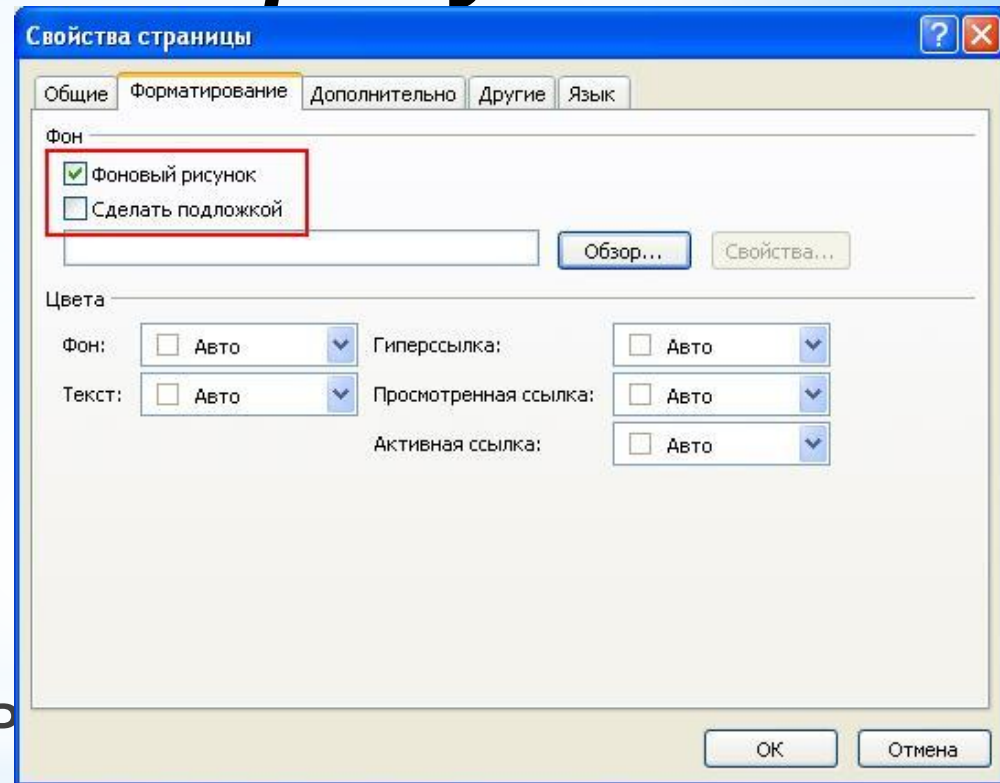 Свойства страницы
Общие Форматирование Дополнительно Другие Язык
Фон
Фоновый рисунок
Сделать подложкой
Обзор... Свойства...
Цвета
Фон: Авто Гиперссылка: Авто
Текст: Авто Просмотренная ссылка: Авто
Активная ссылка: Авто
ОК Отмена